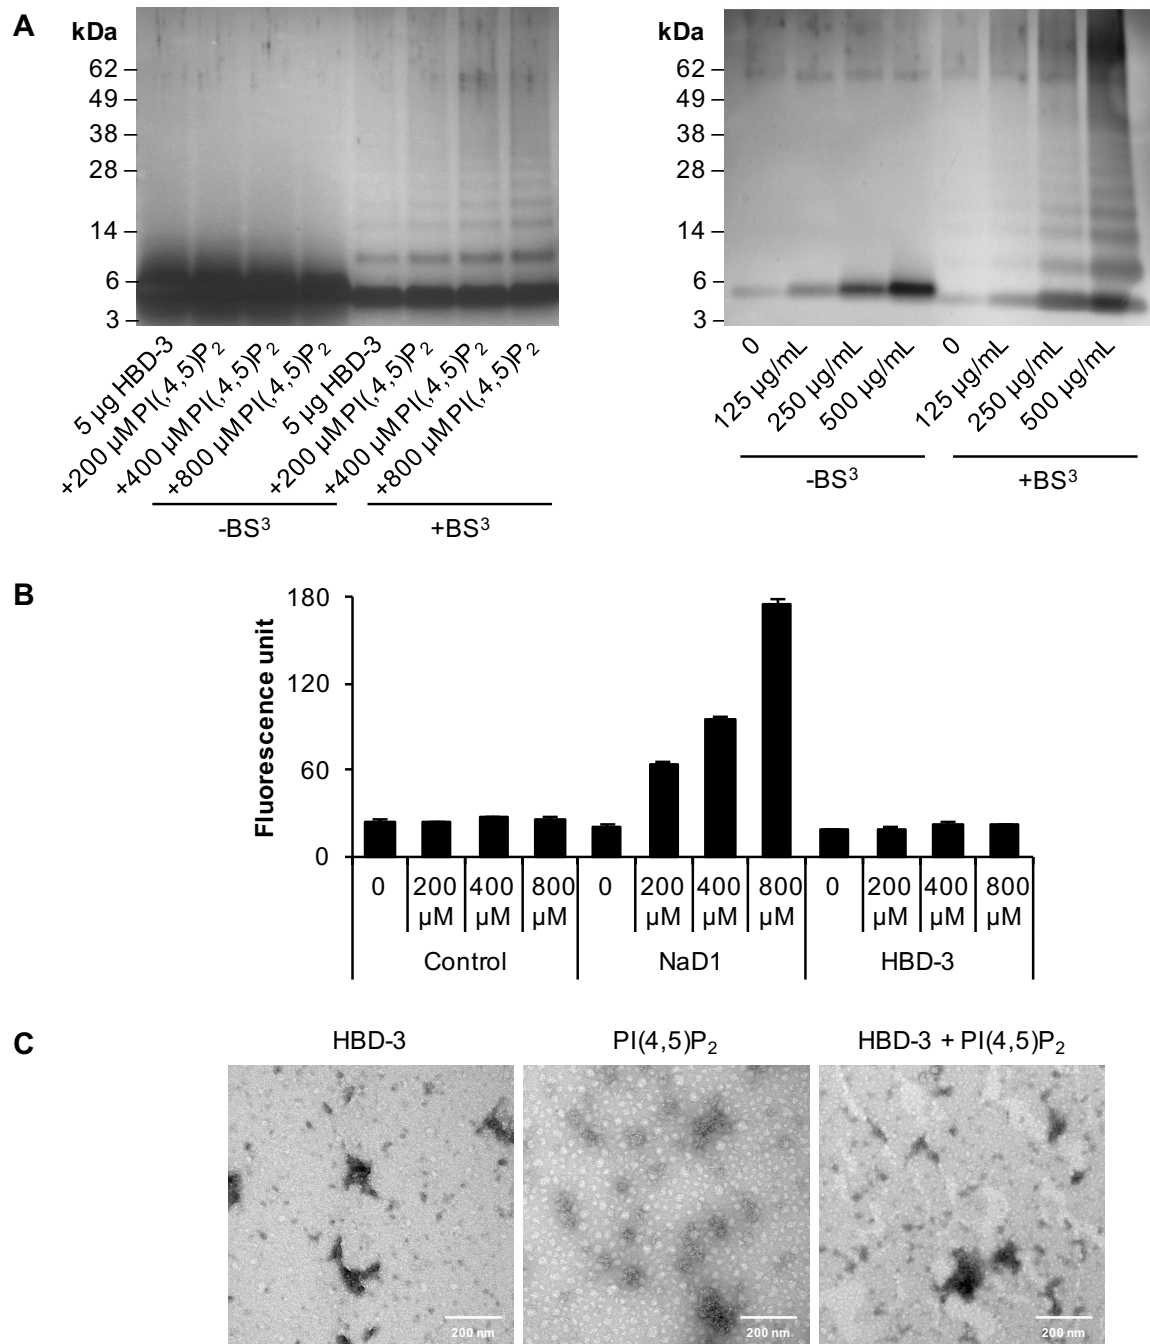 A
kDa
62
49
38
28
14
6
3
5 µg HBD-3
+200 µM PI(,4,5)P2
+400 µM PI(,4,5)P2
+800 µM PI(,4,5)P2
5 µg HBD-3
+200 µM PI(,4,5)P2
+400 µM PI(,4,5)P2
+800 µM PI(,4,5)P2
-BS3
+BS3
kDa
62
49
38
28
14
6
3
0
125 µg/mL
250 µg/mL
500 µg/mL
0
125 µg/mL
250 µg/mL
500 µg/mL
-BS3
+BS3
B
Fluorescence unit
180
120
60
0
0 200 400 800 0 200 400 800 0 200 400 800
µM µM µM µM µM µM µM µM µM
Control NaD1 HBD-3
C
HBD-3 PI(4,5)P2 HBD-3 + PI(4,5)P2
200 nm 200 nm 200 nm